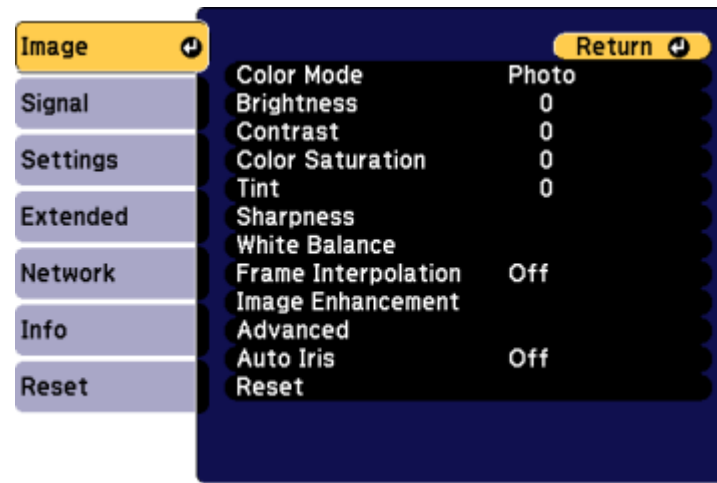 Image
Signal
Settings
Extended
Network
Info
Reset
Return
Color Mode Photo
Brightness 0
Contrast 0
Color Saturation 0
Tint 0
Sharpness
White Balance
Frame Interpolation Off
Image Enhancement
Advanced
Auto Iris Off
Reset